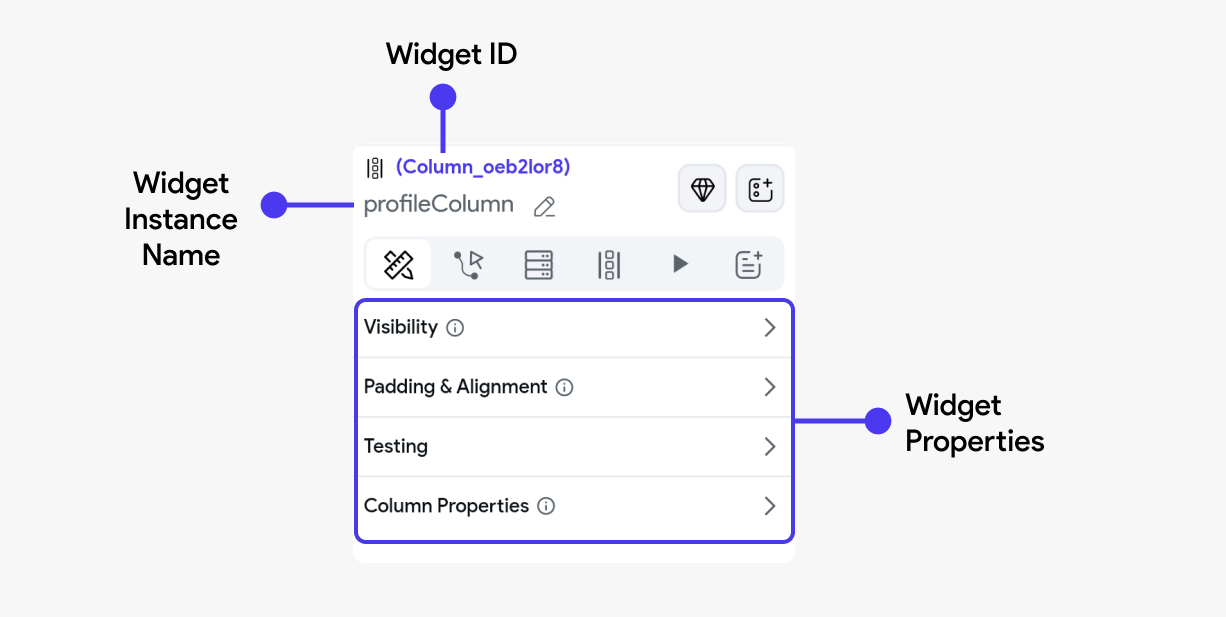 Widget ID
(Column_oeb2lor8)
Widget
Instance
Name
profileColumn
Visibility
Padding & Alignment
Testing
Column Properties
Widget
Properties